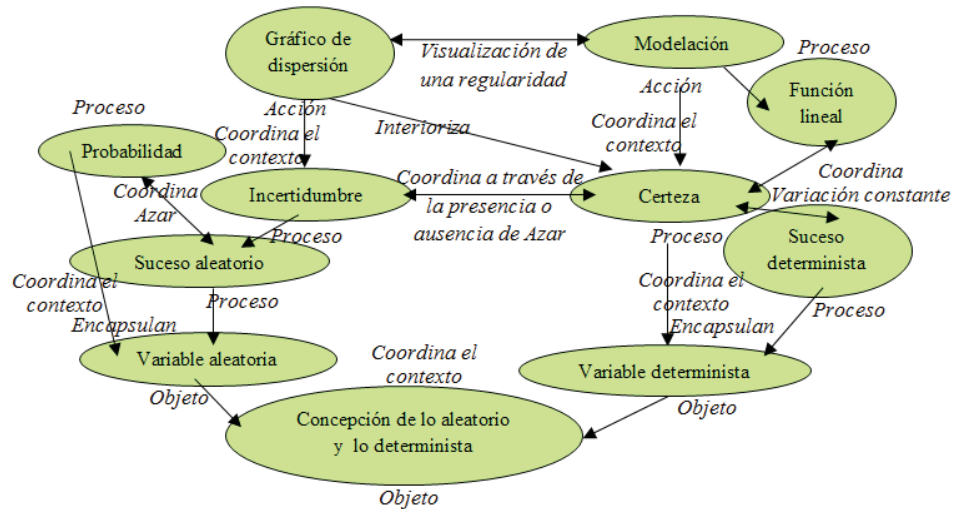 Gráfico de
dispersión
Visualización de
una regularidad
Modelación
Proceso
Función
lineal
Acción
Acción
Proceso
Coordina el
contexto
Interioriza
Coordina el
contexto
Probabilidad
Coordina
Azar
Incertidumbre
Coordina a través de
la presencia o
ausencia de Azar
Certeza
Coordina
Variación constante
Proceso
Proceso
Suceso
determinista
Suceso aleatorio
Coordina el
contexto
Proceso
Coordina el
contexto
Proceso
Encapsulan
Encapsulan
Variable aleatoria
Coordina el
contexto
Variable determinista
Objeto
Objeto
Concepción de lo aleatorio
y lo determinista
Objeto